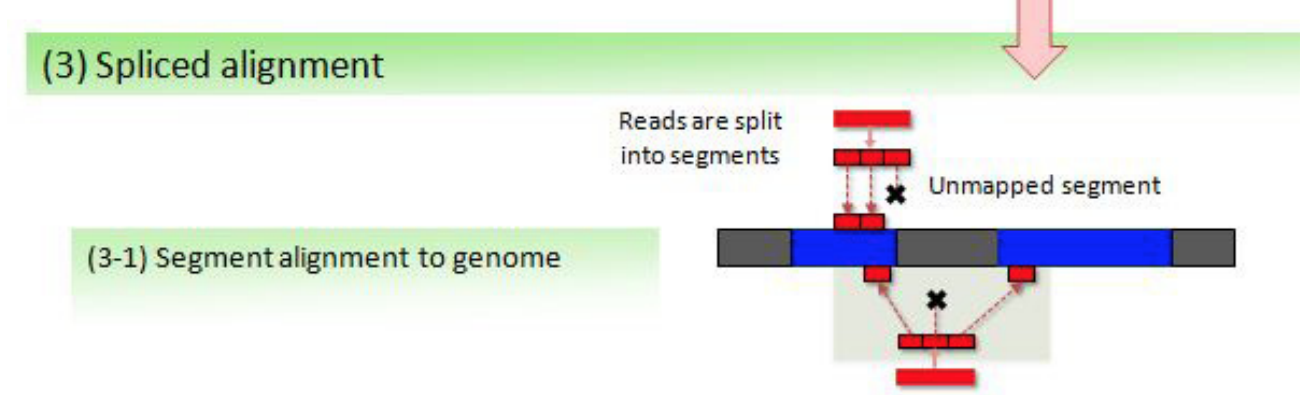 (3) Spliced alignment
Reads are split
into segments
Unmapped segment
(3-1) Segment alignment to genome